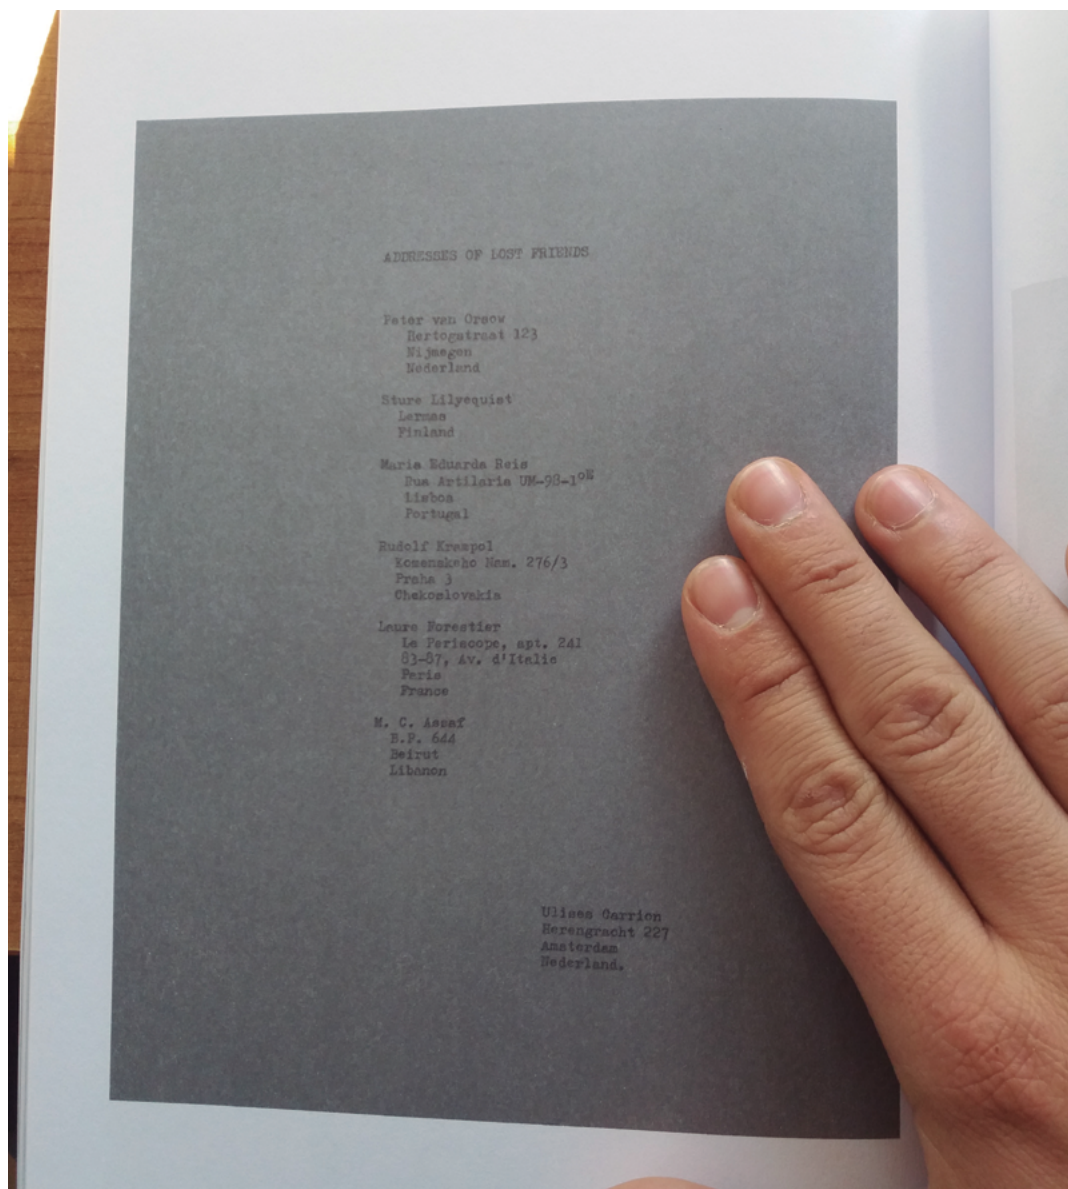 ADDRESSES OF LOST FRIENDS
Peter van Orsow
Hertogstraat 123
Nijmegen
Nederland
Sture Lilyequist
Lermas
Finland
Maria Eduarda Reis
Rua Artilaria UM-98-1ºE
Lisboa
Portugal
Rudolf Krampol
Komenskeho Nam. 276/3
Praha 3
Chekoslovakia
Laure Forestier
Le Periscope, apt. 241
83-87, Av. d'Italie
Paris
France
M. C. Assaf
B.P. 644
Beirut
Libanon
Ulises Carrion
Herengracht 227
Amsterdam
Nederland.